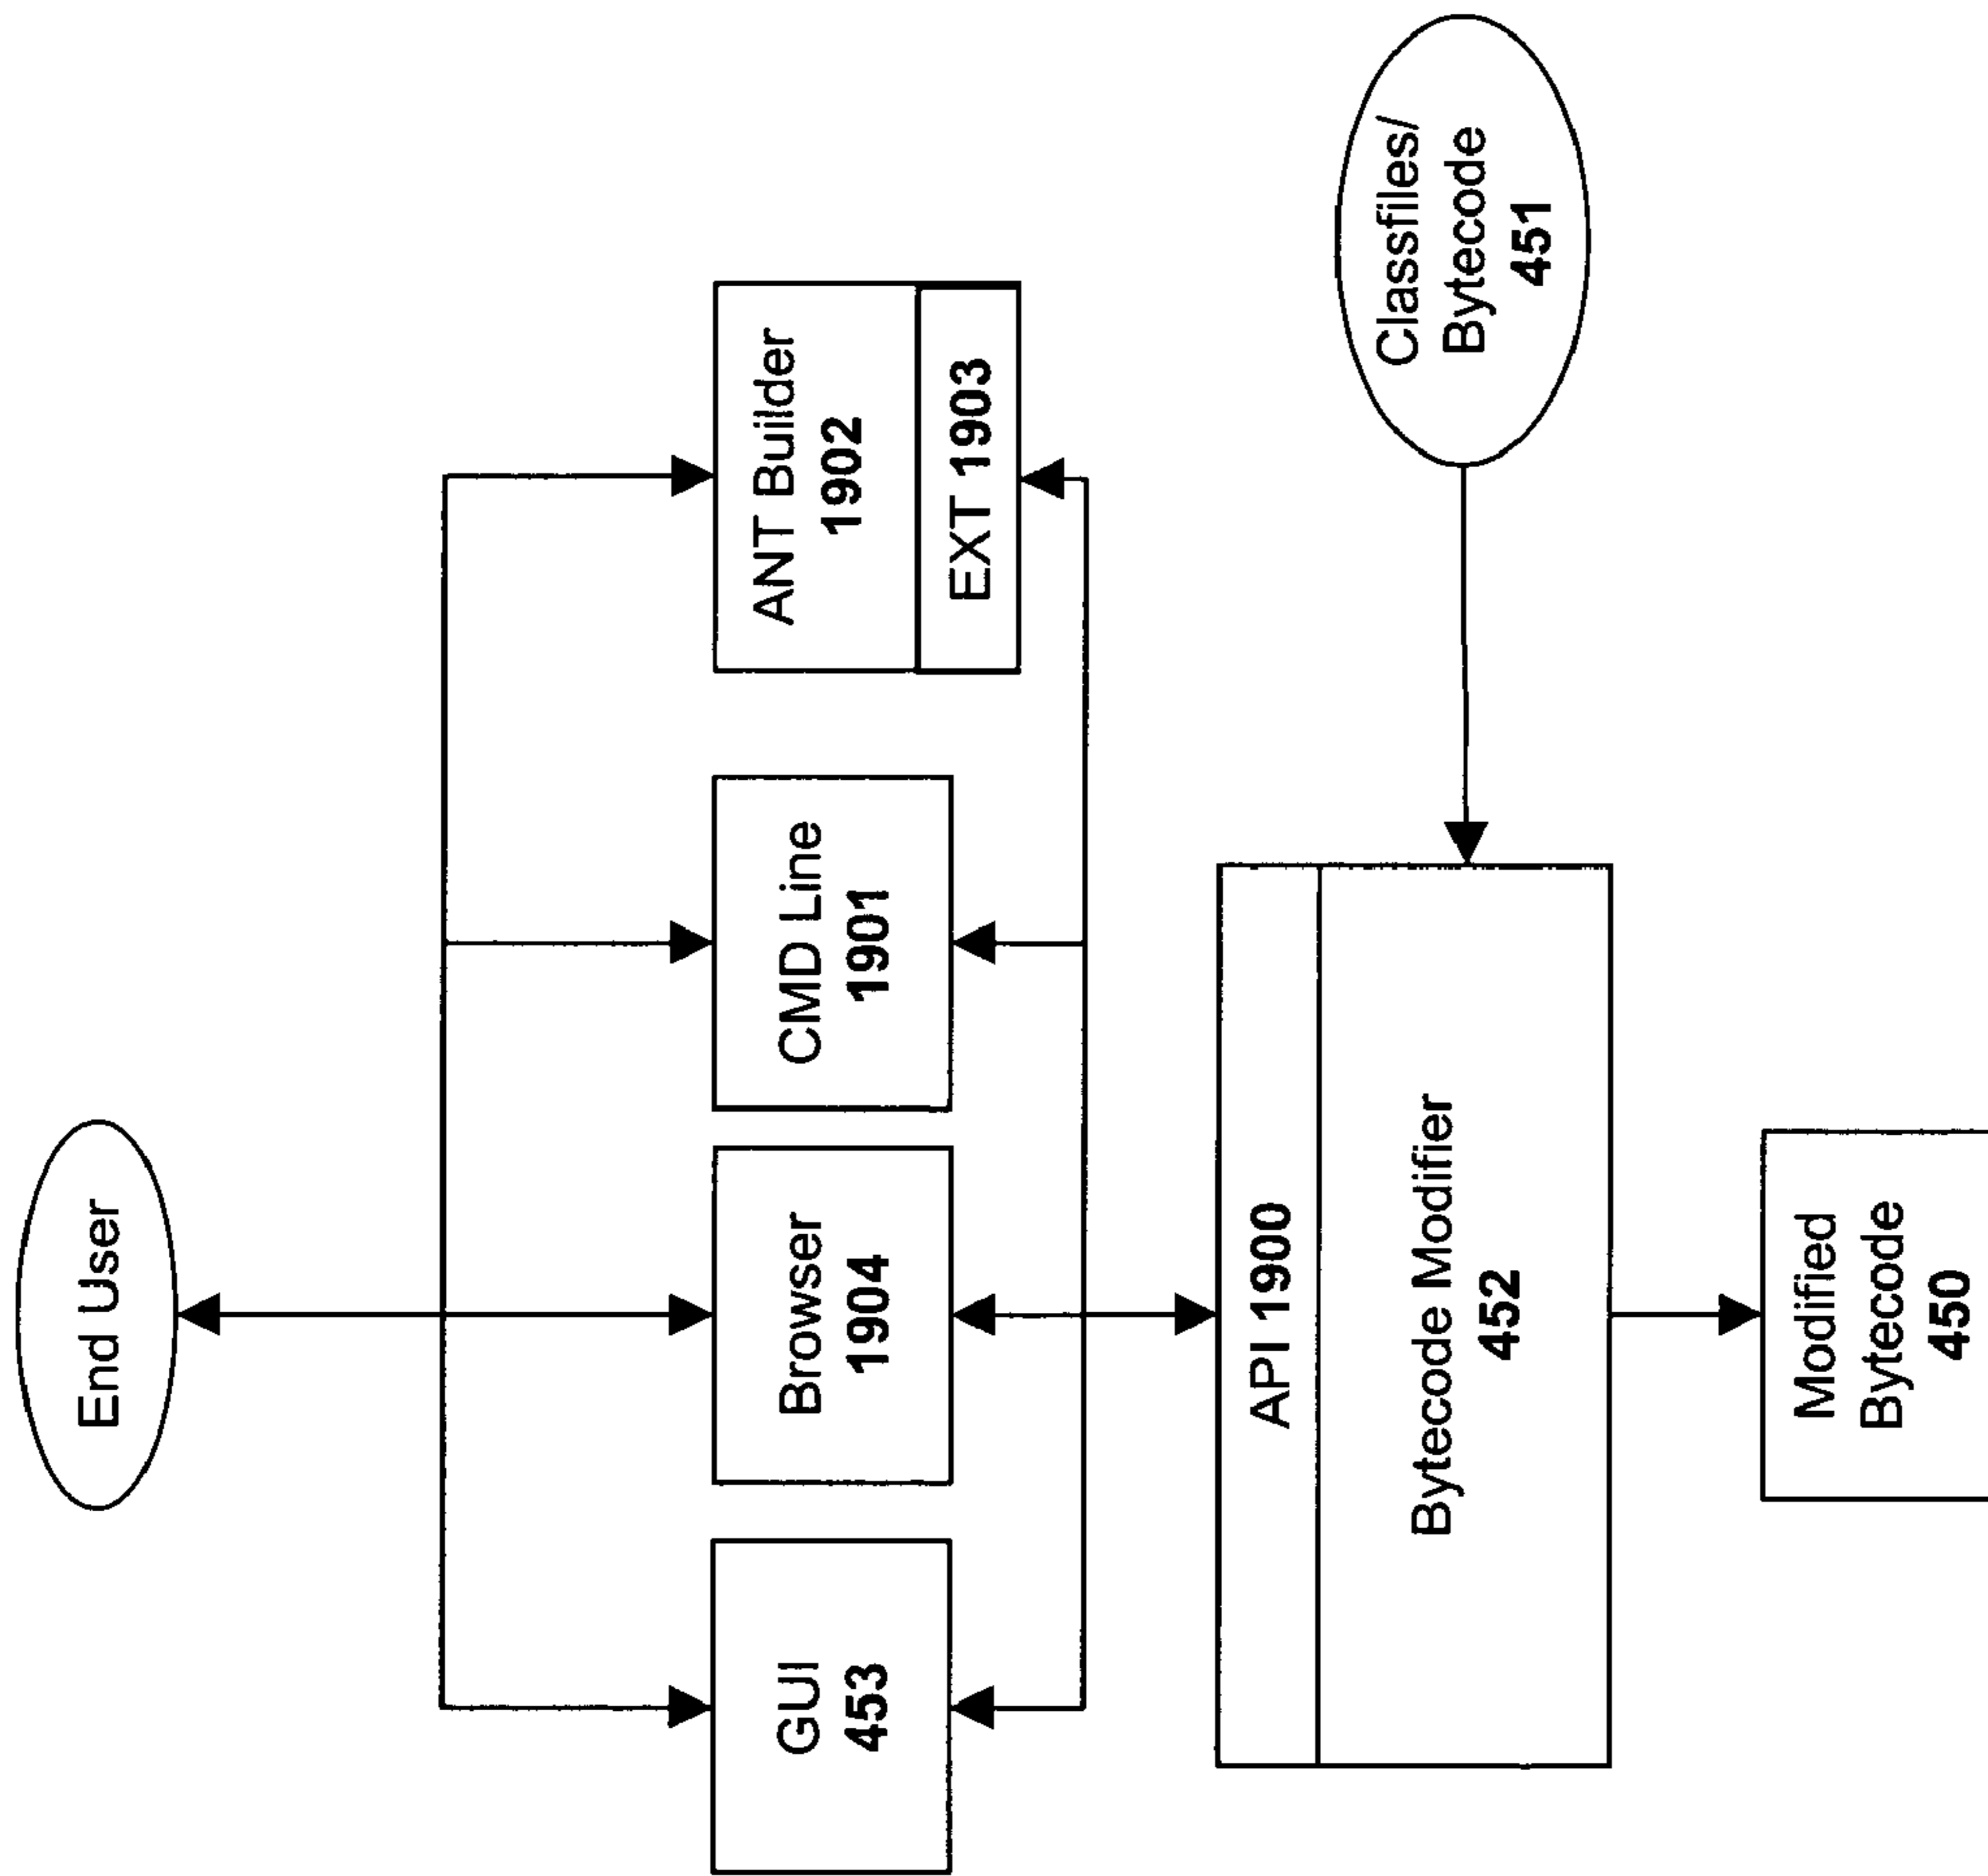 End User
GUI
453
Browser
1904
CMD Line
1901
ANT Builder
1902
EXT 1903
API 1900
Bytecode Modifier
452
Classfiles/
Bytecode
451
Modified
Bytecode
450